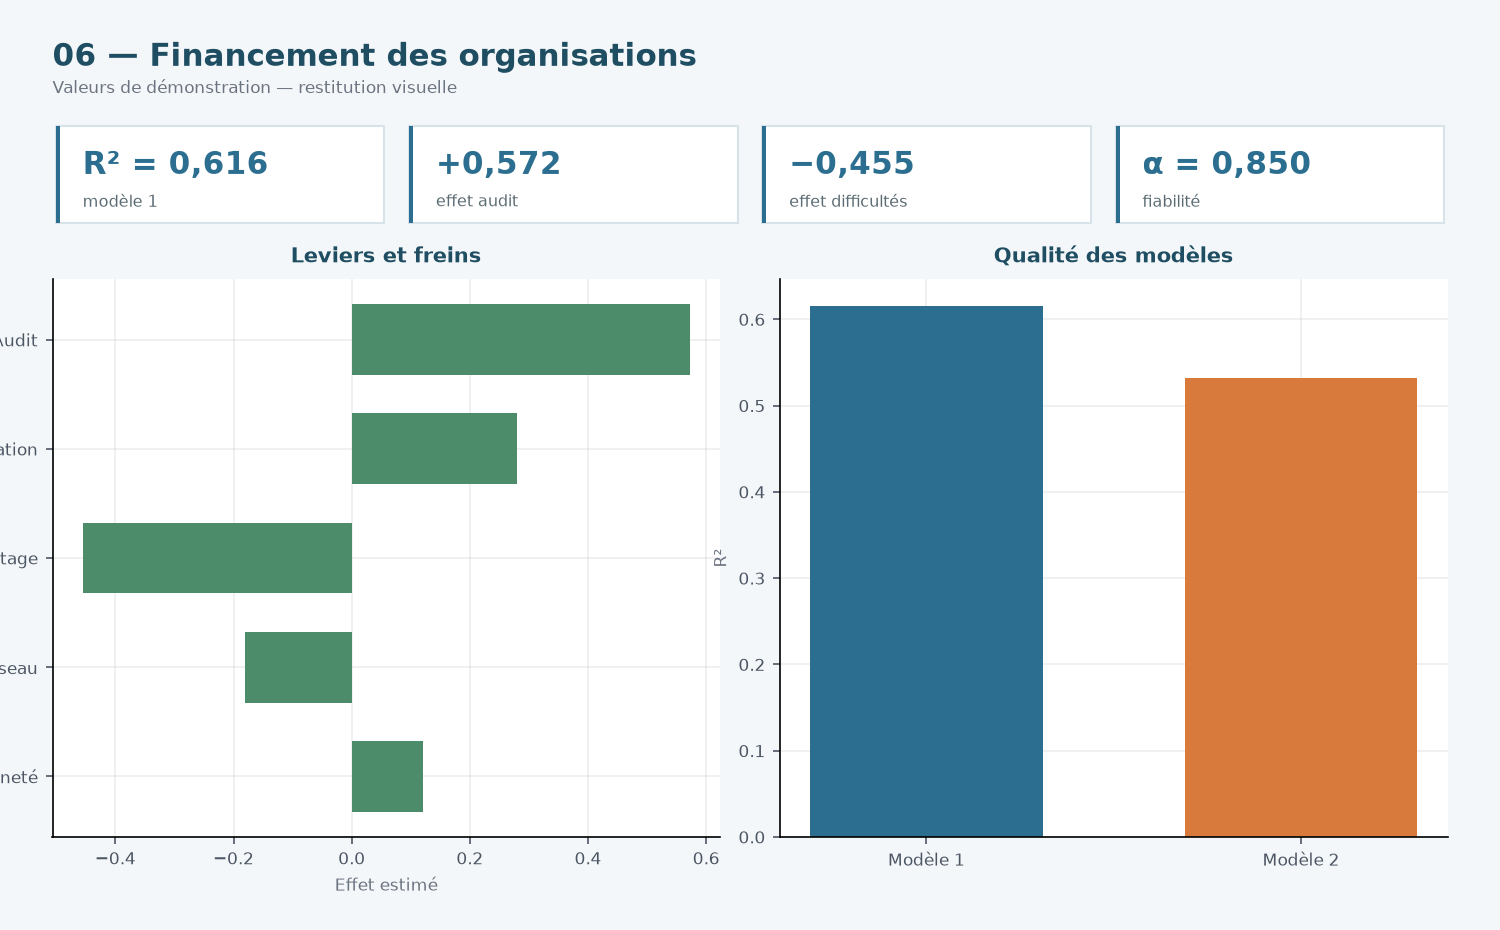 06 — Financement des organisations
Valeurs de démonstration — restitution visuelle
R² = 0,616
modèle 1
+0,572
effet audit
−0,455
effet difficultés
α = 0,850
fiabilité
Leviers et freins
Audit
ation
tage
seau
neté
−0.4
−0.2
0.0
0.2
0.4
0.6
Effet estimé
Qualité des modèles
R²
0.6
0.5
0.4
0.3
0.2
0.1
0.0
Modèle 1
Modèle 2